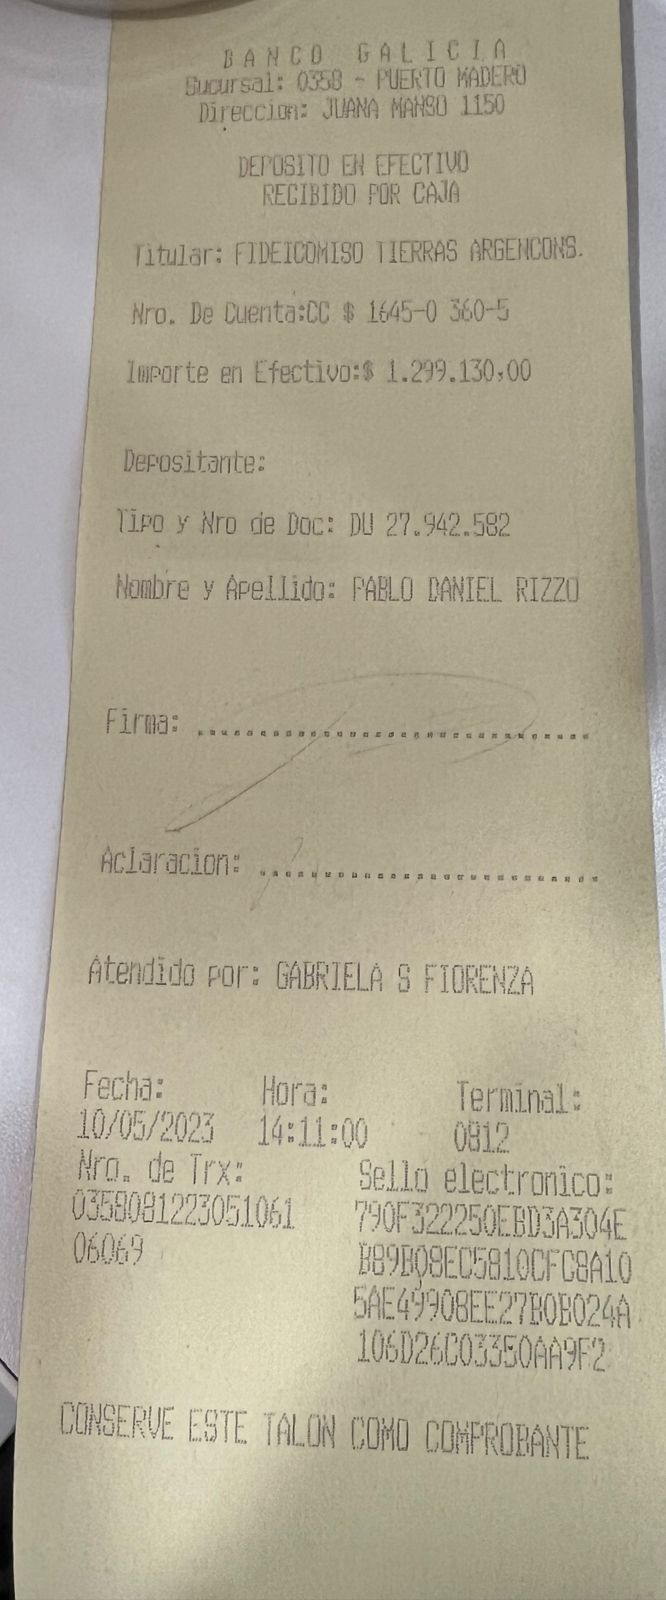 BANCO GALICIA
Sucursal: 0358 - PUERTO MADERO
Direccion: JUANA MANSO 1150
DEPOSITO EN EFECTIVO
RECIBIDO POR CAJA
Titular: FIDEICOMISO TIERRAS ARGENCONS.
Nro. De Cuenta:CC $ 1645-0 360-5
Importe en Efectivo:$ 1.299.130,00
Depositante:
Tipo y Nro de Doc: DU 27.942.582
Nombre y Apellido: PABLO DANIEL RIZZO
Firma: ..............................
Aclaracion: ..........................
Atendido por: GABRIELA S FIORENZA
Fecha: Hora: Terminal:
10/05/2023 14:11:00 0812
Nro. de Trx: Sello electronico:
0358081223051061 790F322250EBD3A304E
06069 B89B08EC5810CFC8A10
5AE49908EE27B0B024A
106D26C03350AA9F2
CONSERVE ESTE TALON COMO COMPROBANTE